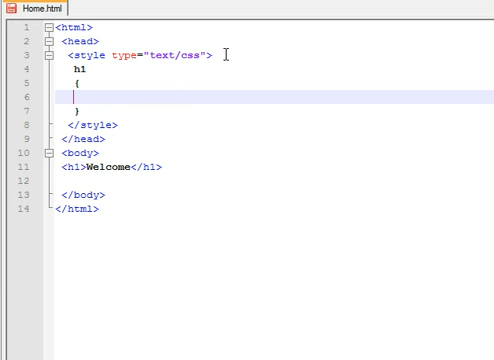 Home.html
1 <html>
2 <head>
3 <style type="text/css">
4 h1
5 {
6
7 }
8 </style>
9 </head>
10 <body>
11 <h1>Welcome</h1>
12
13 </body>
14 </html>